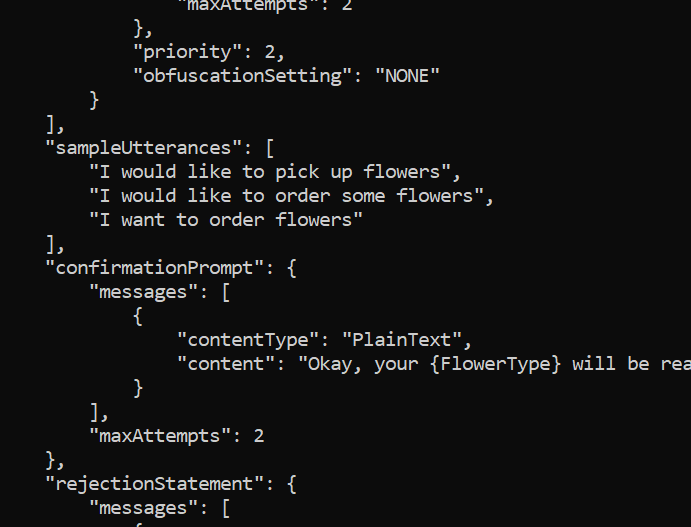 "maxAttempts": 2
},
"priority": 2,
"obfuscationSetting": "NONE"
}
],
"sampleUtterances": [
"I would like to pick up flowers",
"I would like to order some flowers",
"I want to order flowers"
],
"confirmationPrompt": {
"messages": [
{
"contentType": "PlainText",
"content": "Okay, your {FlowerType} will be rea
}
],
"maxAttempts": 2
},
"rejectionStatement": {
"messages": [
{